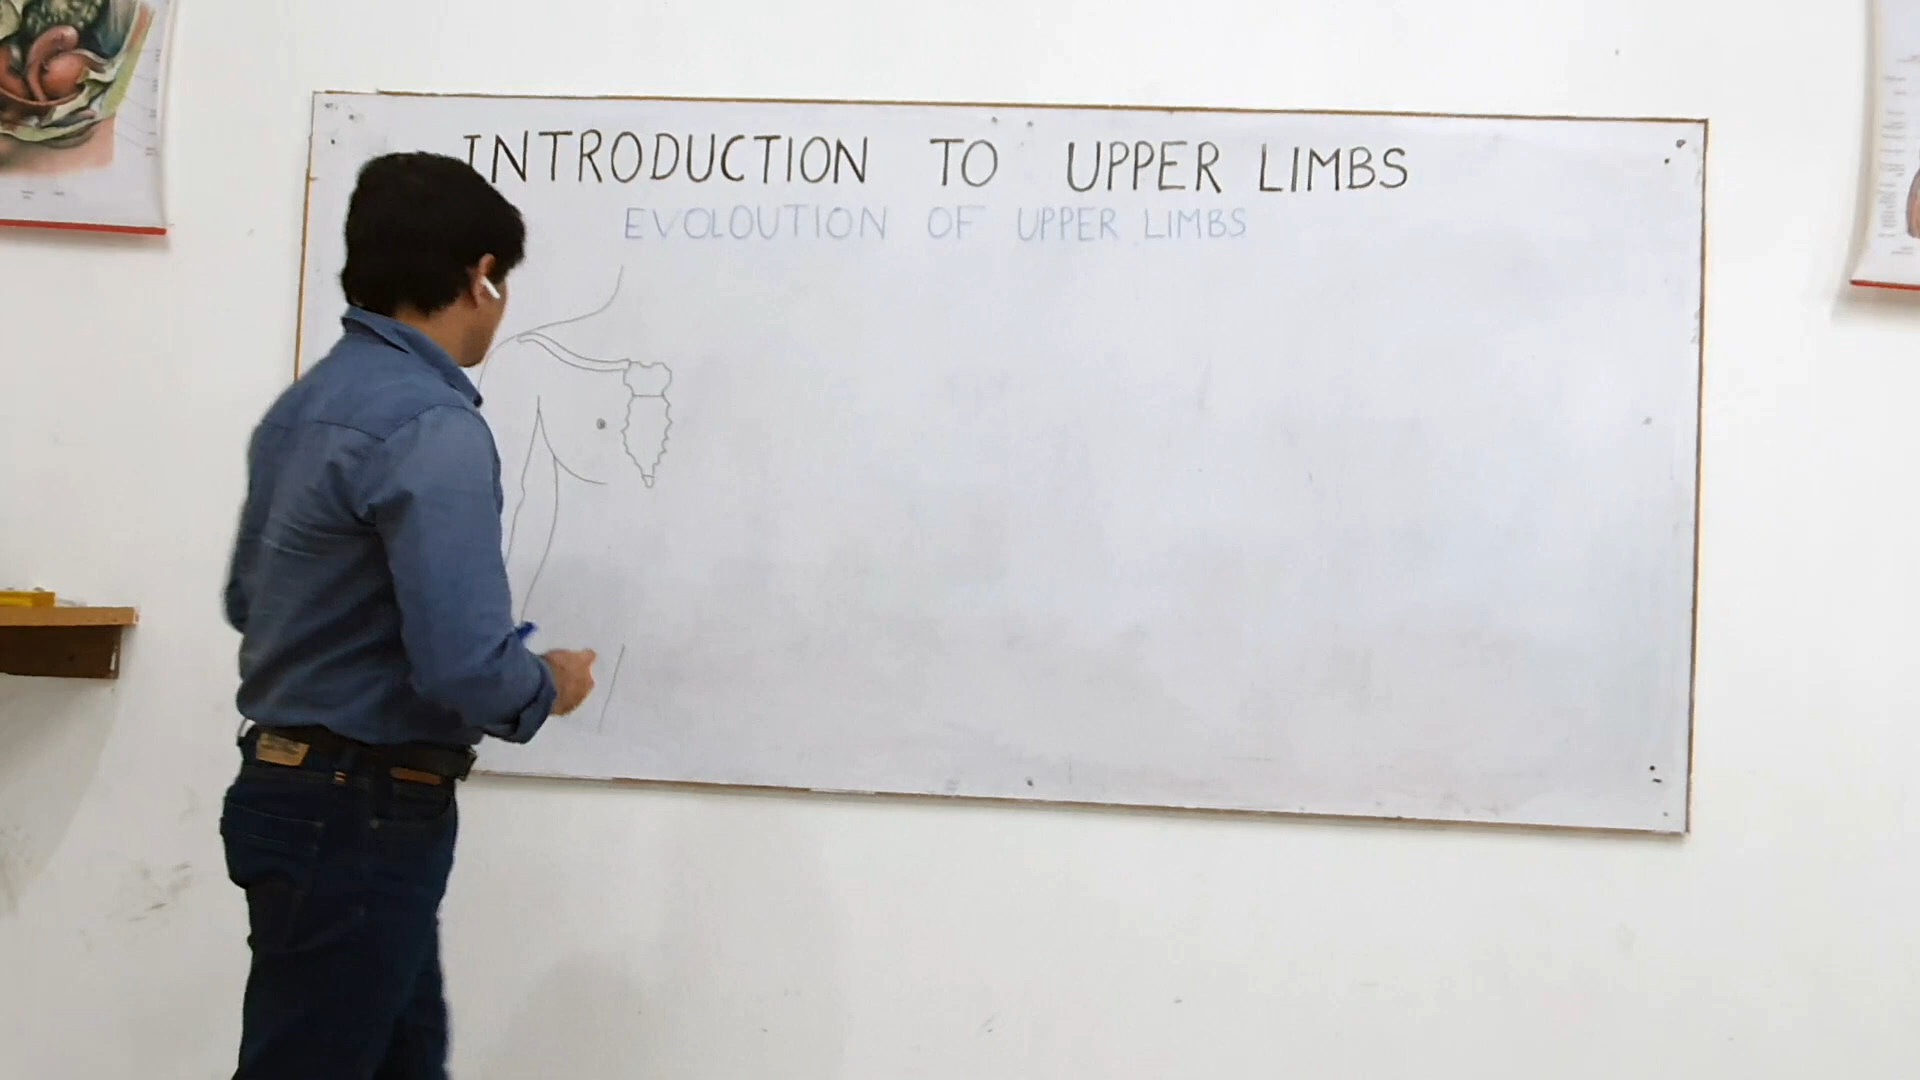 INTRODUCTION TO UPPER LIMBS
EVOLOUTION OF UPPER LIMBS